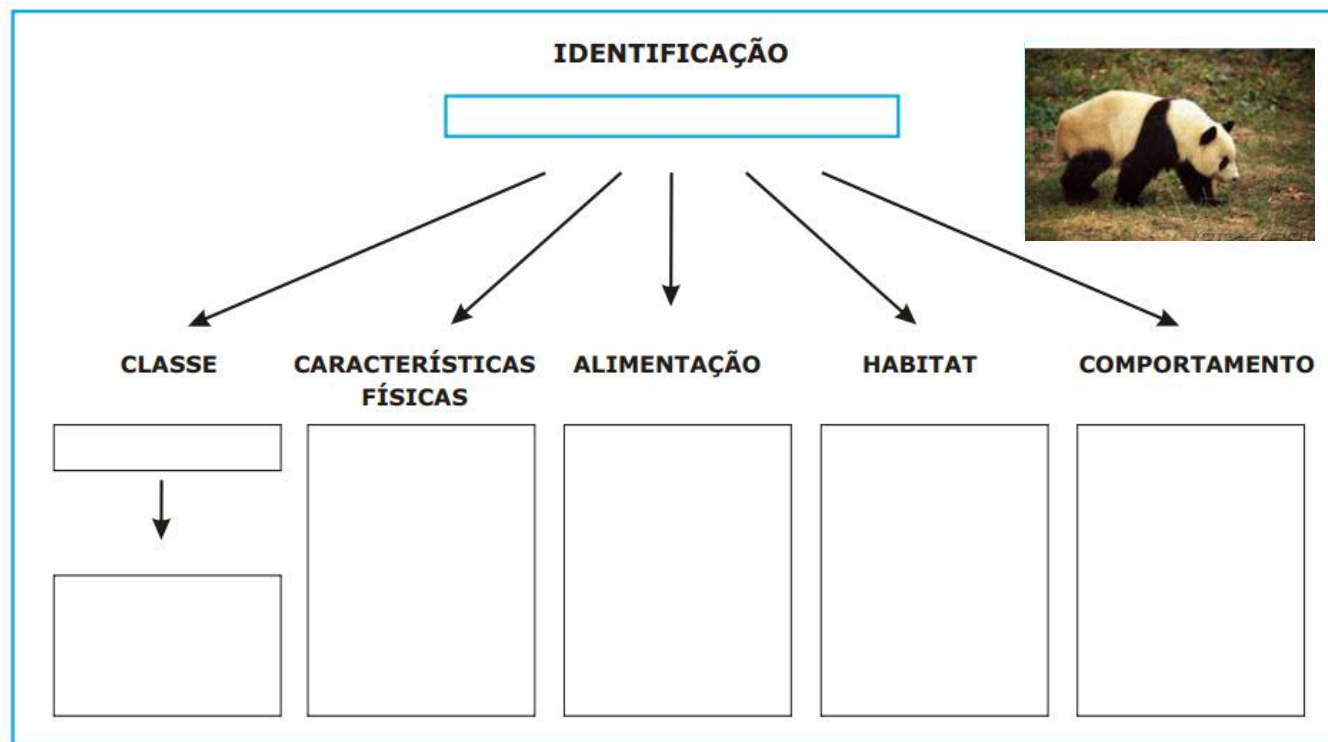 IDENTIFICAÇÃO
CLASSE
CARACTERÍSTICAS
FÍSICAS
ALIMENTAÇÃO
HABITAT
COMPORTAMENTO